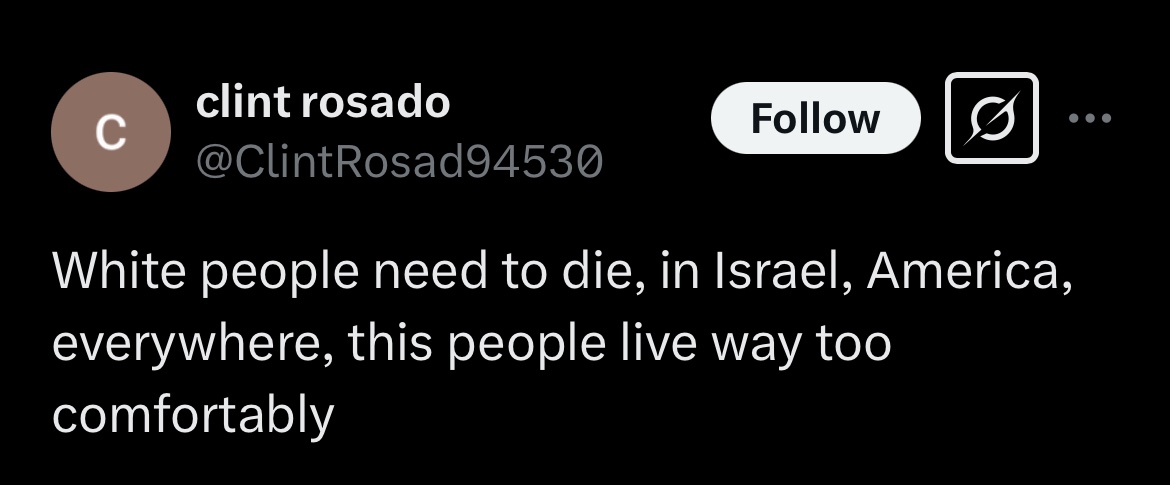 C
clint rosado
@ClintRosad94530
Follow
White people need to die, in Israel, America,
everywhere, this people live way too
comfortably